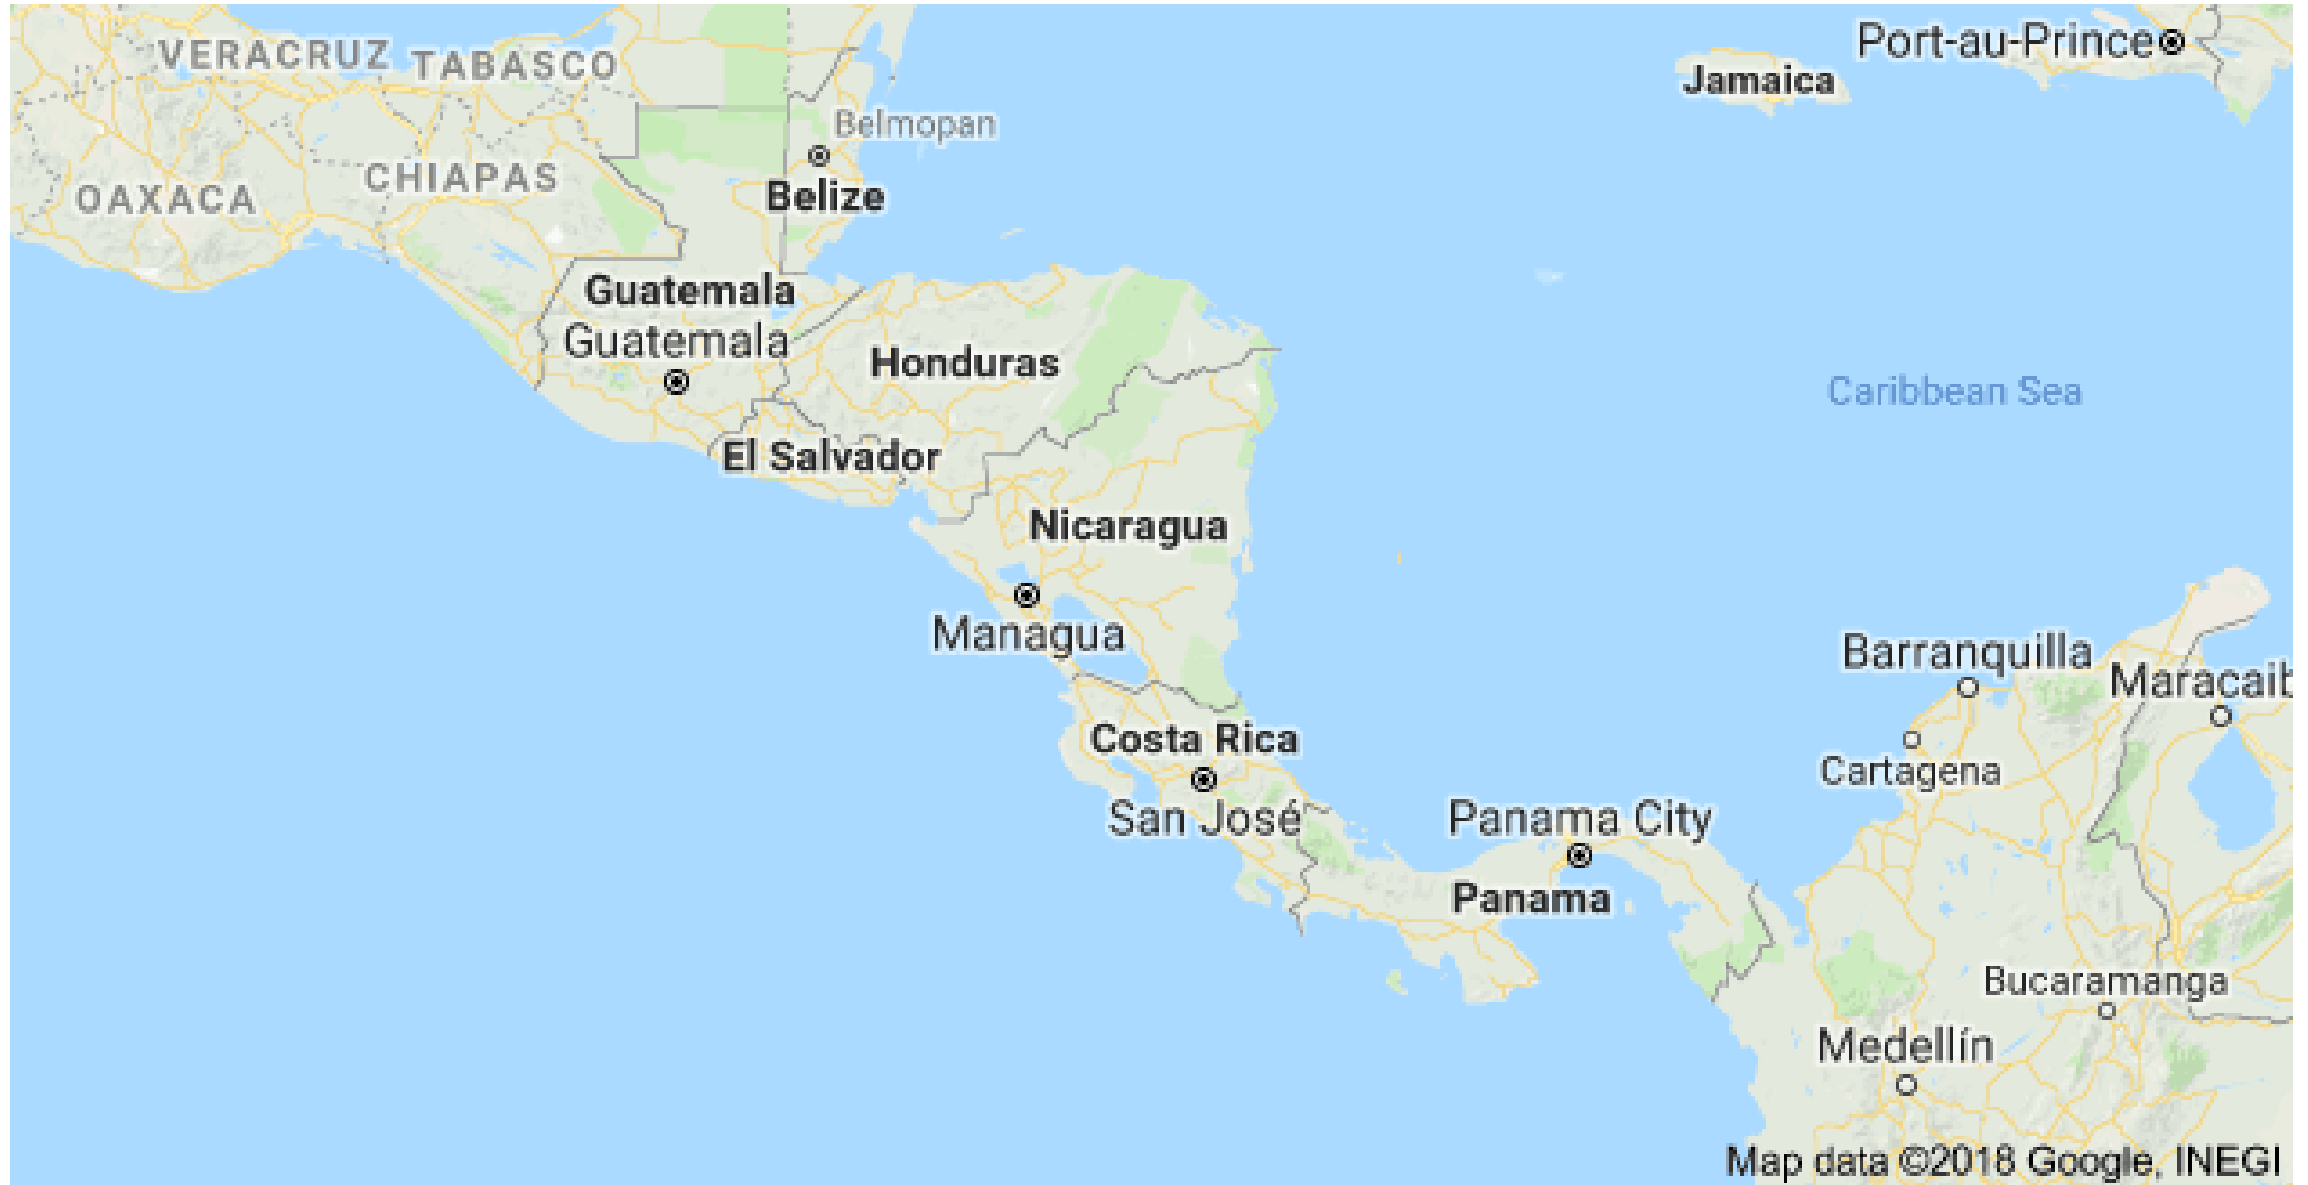 VERACRUZ
TABASCO
Port-au-Prince
Jamaica
Belmopan
OAXACA
CHIAPAS
Belize
Guatemala
Guatemala
Honduras
Caribbean Sea
El Salvador
Nicaragua
Managua
Barranquilla
Maracaib
Costa Rica
Cartagena
San José
Panama City
Panama
Bucaramanga
Medellín
Map data ©2018 Google, INEGI